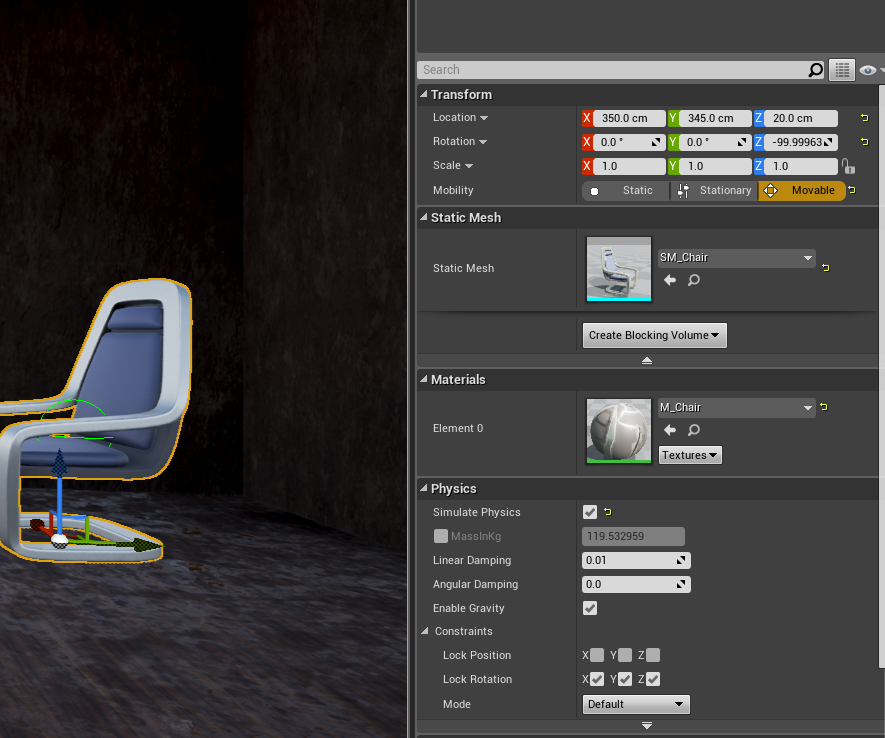 Search
Transform
Location X 350.0 cm Y 345.0 cm Z 20.0 cm
Rotation X 0.0 ° Y 0.0 ° Z -99.99963
Scale X 1.0 Y 1.0 Z 1.0
Mobility Static Stationary Movable
Static Mesh
Static Mesh SM_Chair
Create Blocking Volume
Materials
Element 0 M_Chair
Textures
Physics
Simulate Physics
MassInKg 119.532959
Linear Damping 0.01
Angular Damping 0.0
Enable Gravity
Constraints
Lock Position X Y Z
Lock Rotation X Y Z
Mode Default